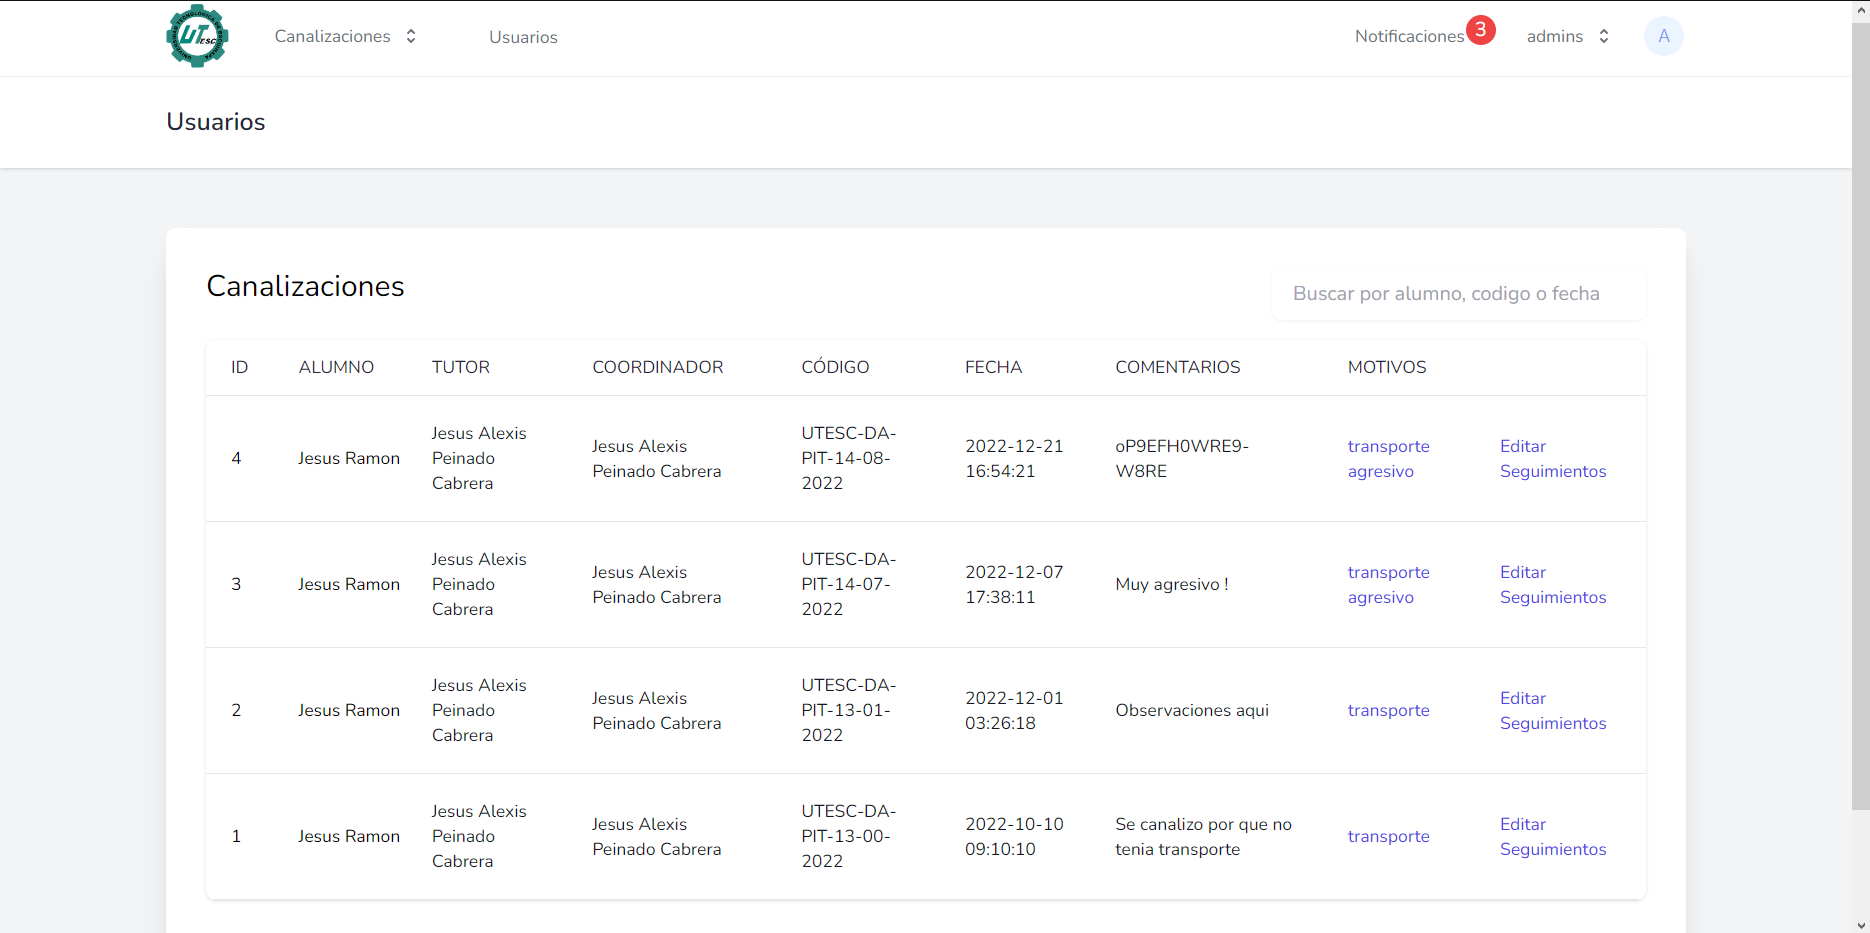 UTESC
Canalizaciones
Usuarios
Notificaciones 3
admins
A
Usuarios
Canalizaciones
Buscar por alumno, codigo o fecha
ID ALUMNO TUTOR COORDINADOR CÓDIGO FECHA COMENTARIOS MOTIVOS
4
Jesus Ramon
Jesus Alexis
Peinado
Cabrera
Jesus Alexis
Peinado Cabrera
UTESC-DA-
PIT-14-08-
2022
2022-12-21
16:54:21
oP9EFH0WRE9-
W8RE
transporte
agresivo
Editar
Seguimientos
3
Jesus Ramon
Jesus Alexis
Peinado
Cabrera
Jesus Alexis
Peinado Cabrera
UTESC-DA-
PIT-14-07-
2022
2022-12-07
17:38:11
Muy agresivo !
transporte
agresivo
Editar
Seguimientos
2
Jesus Ramon
Jesus Alexis
Peinado
Cabrera
Jesus Alexis
Peinado Cabrera
UTESC-DA-
PIT-13-01-
2022
2022-12-01
03:26:18
Observaciones aqui
transporte
Editar
Seguimientos
1
Jesus Ramon
Jesus Alexis
Peinado
Cabrera
Jesus Alexis
Peinado Cabrera
UTESC-DA-
PIT-13-00-
2022
2022-10-10
09:10:10
Se canalizo por que no
tenia transporte
transporte
Editar
Seguimientos